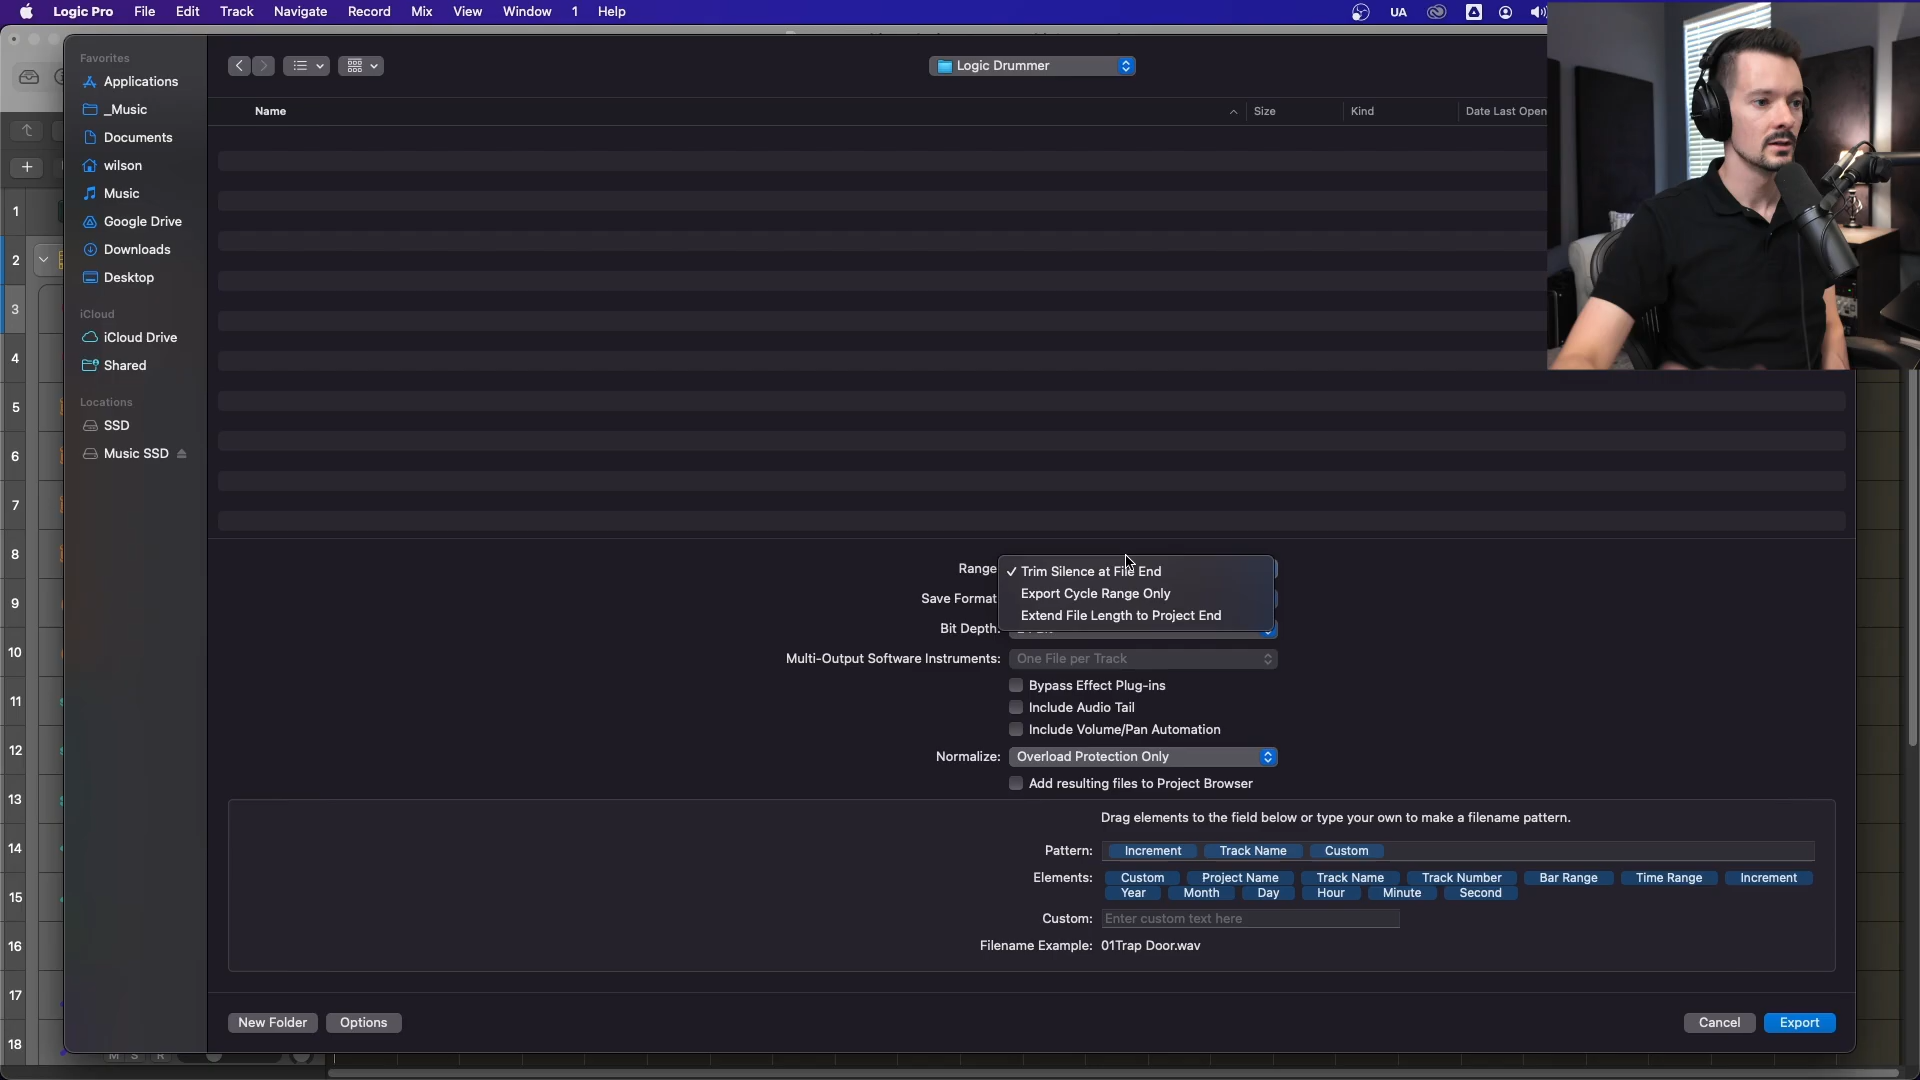 Logic Pro File Edit Track Navigate Record Mix View Window 1 Help UA
Favorites
Applications
_Music
Documents
wilson
Music
Google Drive
Downloads
Desktop
iCloud
iCloud Drive
Shared
Locations
SSD
Music SSD
1
2
3
4
5
6
7
8
9
10
11
12
13
14
15
16
17
18
M S R
Logic Drummer
Name Size Kind Date Last Open
Range
✓ Trim Silence at File End
Export Cycle Range Only
Extend File Length to Project End
Save Format
Bit Depth:
Multi-Output Software Instruments: One File per Track
Bypass Effect Plug-ins
Include Audio Tail
Include Volume/Pan Automation
Normalize: Overload Protection Only
Add resulting files to Project Browser
Drag elements to the field below or type your own to make a filename pattern.
Pattern: Increment Track Name Custom
Elements: Custom Project Name Track Name Track Number Bar Range Time Range Increment
Year Month Day Hour Minute Second
Custom: Enter custom text here
Filename Example: 01Trap Door.wav
New Folder Options Cancel Export